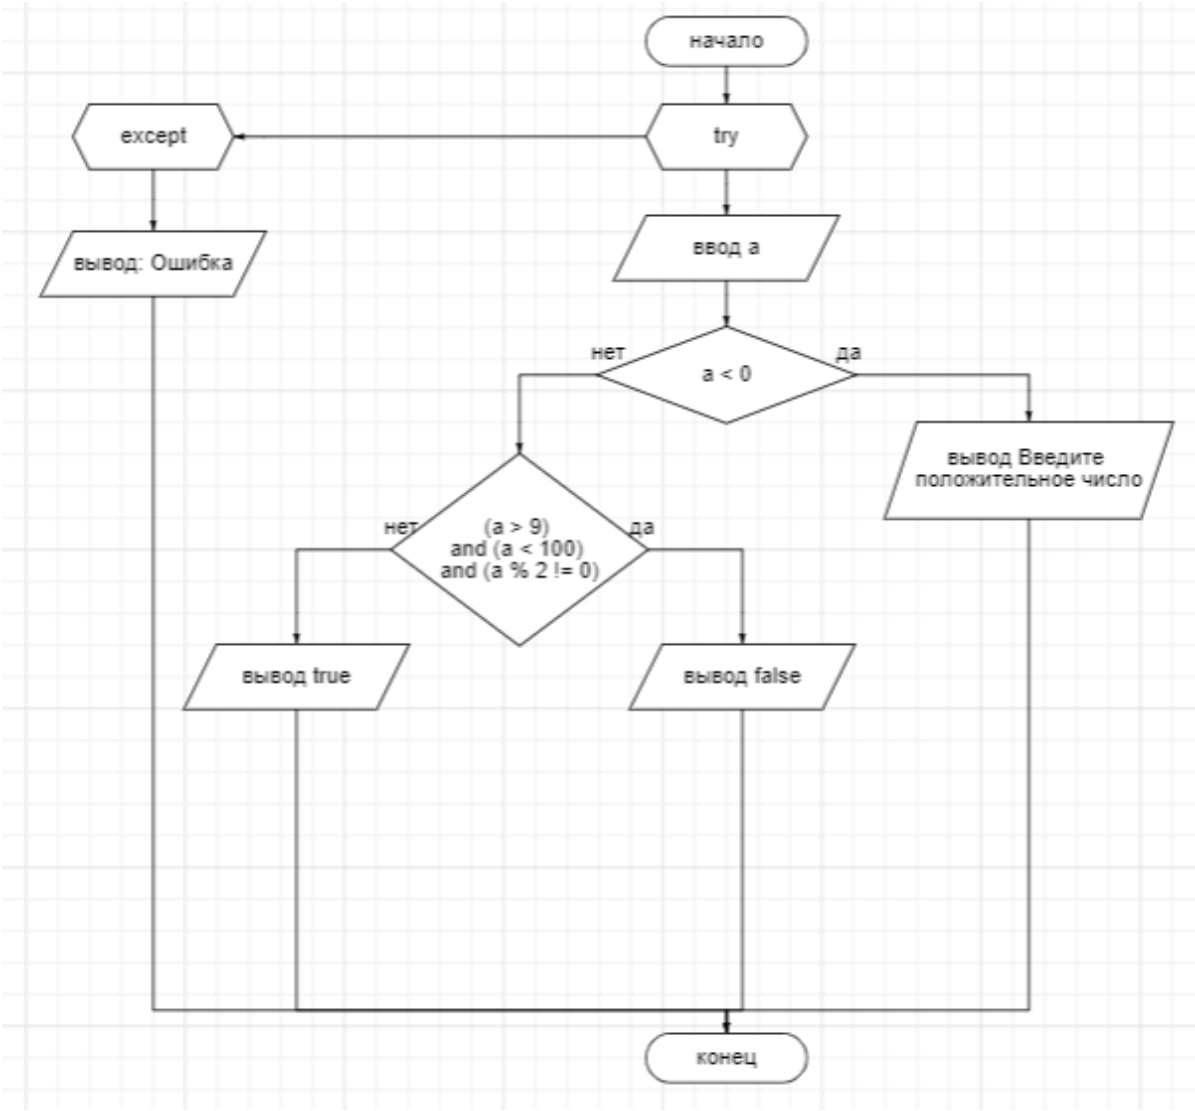 начало
except
try
вывод: Ошибка
ввод a
нет
да
a < 0
вывод Введите
положительное число
нет
да
(a > 9)
and (a < 100)
and (a % 2 != 0)
вывод true
вывод false
конец